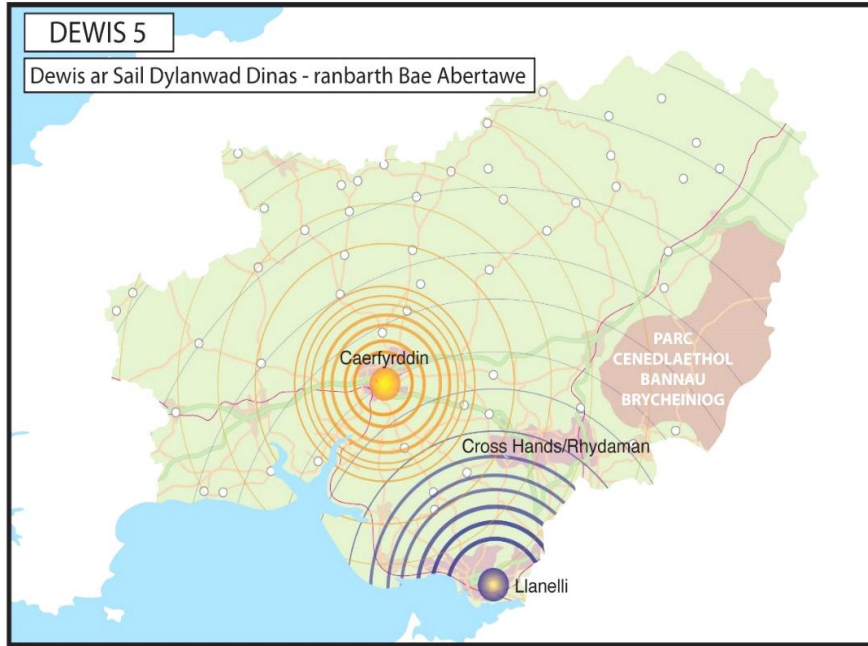 DEWIS 5
Dewis ar Sail Dylanwad Dinas - ranbarth Bae Abertawe
PARC
CENEDLAETHOL
BANNAU
BRYCHEINIOG
Caerfyrddin
Cross Hands/Rhydaman
Llanelli